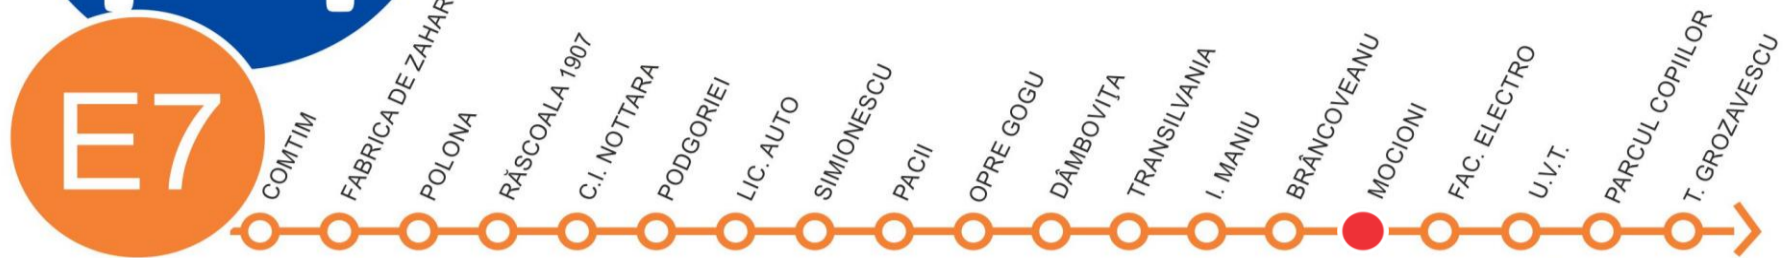 E7
COMTIM
FABRICA DE ZAHAR
POLONA
RĂSCOALA 1907
C.I. NOTTARA
PODGORIEI
LIC. AUTO
SIMIONESCU
PACII
OPRE GOGU
DÂMBOVIŢA
TRANSILVANIA
I. MANIU
BRÂNCOVEANU
MOCIONI
FAC. ELECTRO
U.V.T.
PARCUL COPIILOR
T. GROZAVESCU